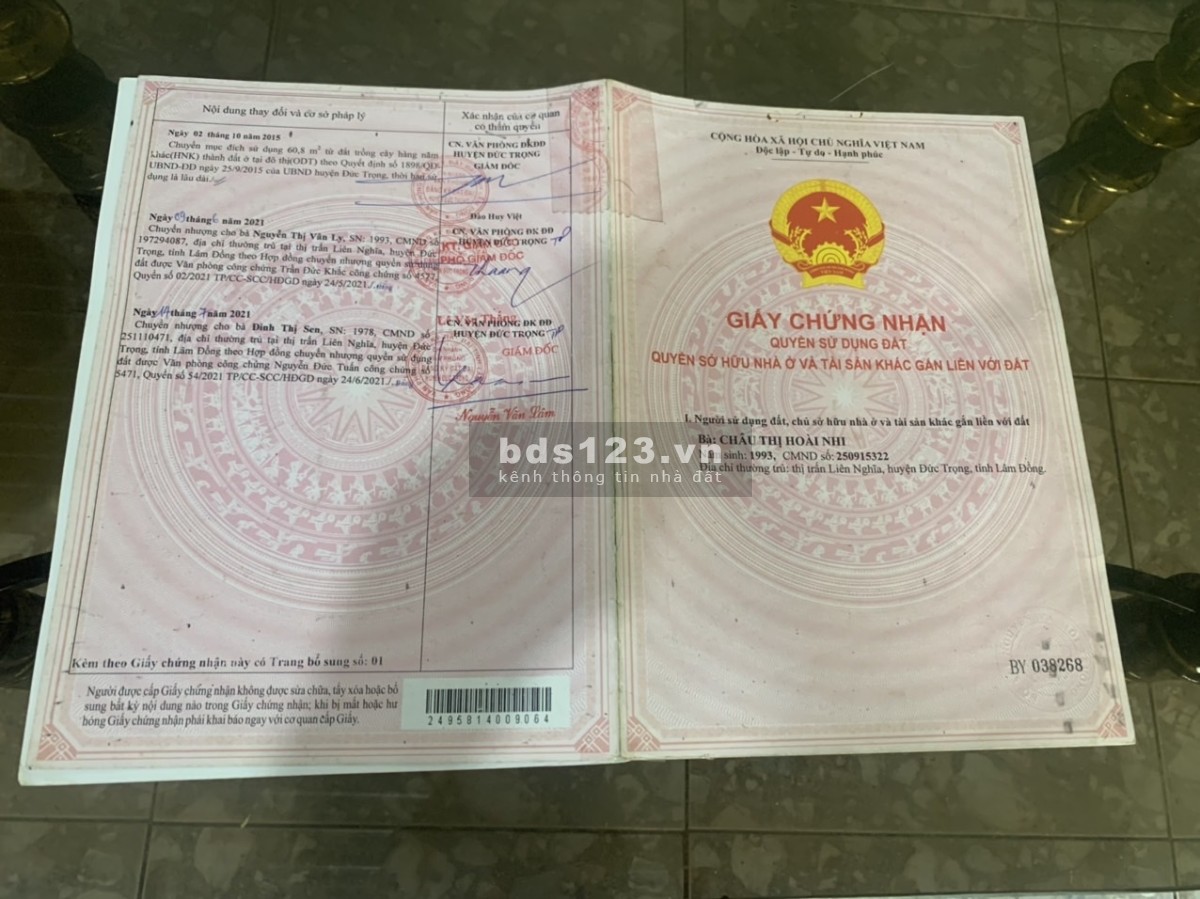 Nội dung thay đổi và cơ sở pháp lý
Xác nhận của cơ quan
có thẩm quyền
Ngày 02 tháng 10 năm 2015
Chuyển mục đích sử dụng 60,8 m² từ đất trồng cây hàng năm
khác(HNK) thành đất ở tại đô thị(ODT) theo Quyết định số 1898/QĐ-
UBND-ĐD ngày 25/9/2015 của UBND huyện Đức Trọng, thời hạn sử
dụng là lâu dài./.
CN. VĂN PHÒNG ĐKĐĐ
HUYỆN ĐỨC TRỌNG
GIÁM ĐỐC
Đào Huy Việt
Ngày 09 tháng 6 năm 2021
Chuyển nhượng cho bà Nguyễn Thị Vân Ly, SN: 1993, CMND số
197294087, địa chỉ thường trú tại thị trấn Liên Nghĩa, huyện Đức
Trọng, tỉnh Lâm Đồng theo Hợp đồng chuyển nhượng quyền sử dụng
đất được Văn phòng công chứng Trần Đức Khắc công chứng số
Quyển số 02/2021 TP/CC-SCC/HĐGD ngày 24/5/2021./.
CN. VĂN PHÒNG ĐK ĐĐ
HUYỆN ĐỨC TRỌNG
KT. GIÁM ĐỐC
PHÓ GIÁM ĐỐC
Lê Văn Thắng
Ngày 14 tháng 7 năm 2021
Chuyển nhượng cho bà Đinh Thị Sen, SN: 1978, CMND số
251110471, địa chỉ thường trú tại thị trấn Liên Nghĩa, huyện Đức
Trọng, tỉnh Lâm Đồng theo Hợp đồng chuyển nhượng quyền sử dụng
đất được Văn phòng công chứng Nguyễn Đức Tuấn công chứng số
5471, Quyển số 54/2021 TP/CC-SCC/HĐGD ngày 24/6/2021./.
CN. VĂN PHÒNG ĐK ĐĐ
HUYỆN ĐỨC TRỌNG
GIÁM ĐỐC
Nguyễn Văn Lâm
Kèm theo Giấy chứng nhận này có Trang bổ sung số: 01
Người được cấp Giấy chứng nhận không được sửa chữa, tẩy xóa hoặc bổ
sung bất kỳ nội dung nào trong Giấy chứng nhận; khi bị mất hoặc hư
hỏng Giấy chứng nhận phải khai báo ngay với cơ quan cấp Giấy.
2495814009064
CỘNG HÒA XÃ HỘI CHỦ NGHĨA VIỆT NAM
Độc lập - Tự do - Hạnh phúc
GIẤY CHỨNG NHẬN
QUYỀN SỬ DỤNG ĐẤT
QUYỀN SỞ HỮU NHÀ Ở VÀ TÀI SẢN KHÁC GẮN LIỀN VỚI ĐẤT
I. Người sử dụng đất, chủ sở hữu nhà ở và tài sản khác gắn liền với đất
Bà: CHÂU THỊ HOÀI NHI
sinh: 1993, CMND số: 250915322
Địa chỉ thường trú: thị trấn Liên Nghĩa, huyện Đức Trọng, tỉnh Lâm Đồng.
BY 038268
bds123.vn
kênh thông tin nhà đất